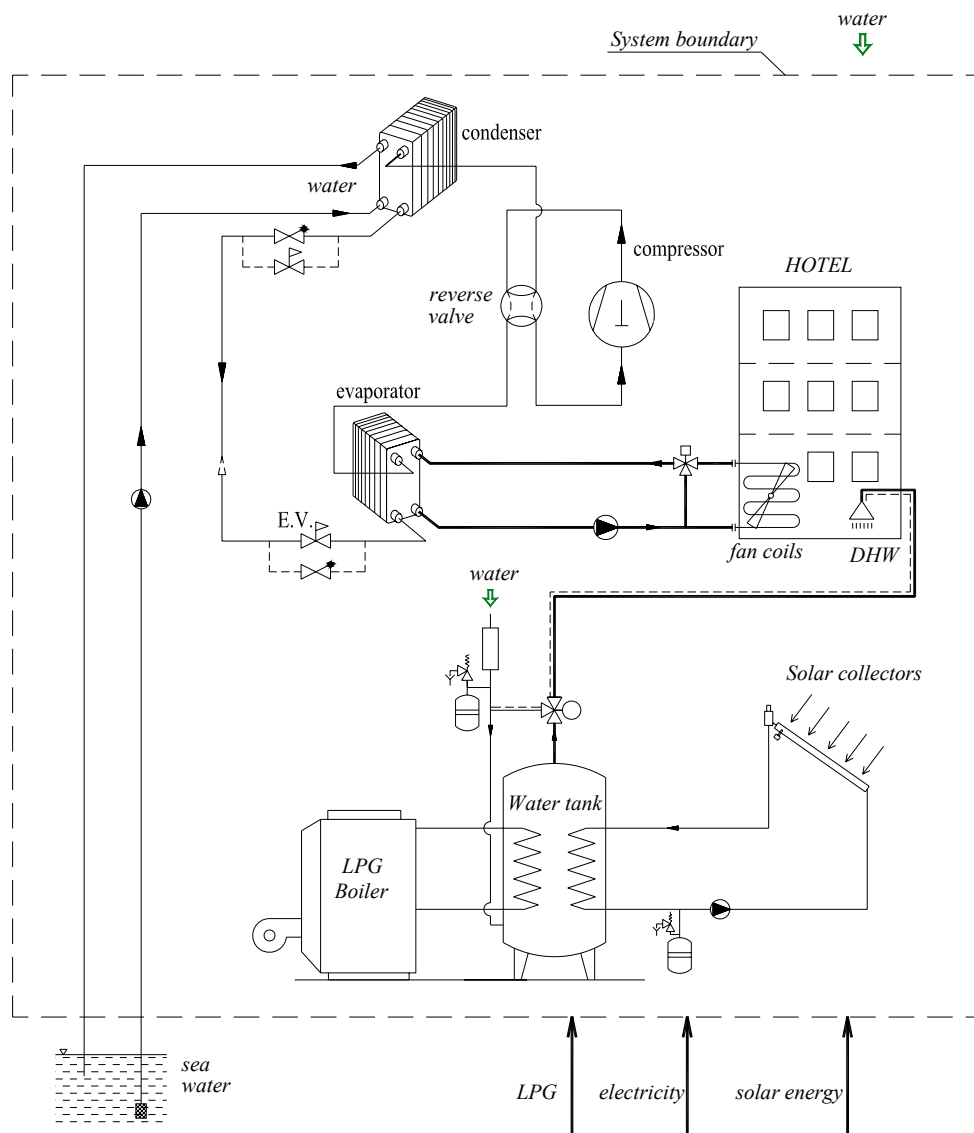 water
System boundary
condenser
water
compressor
HOTEL
reverse
valve
evaporator
E.V.
fan coils
DHW
water
Solar collectors
Water tank
LPG
Boiler
sea
water
LPG
electricity
solar energy